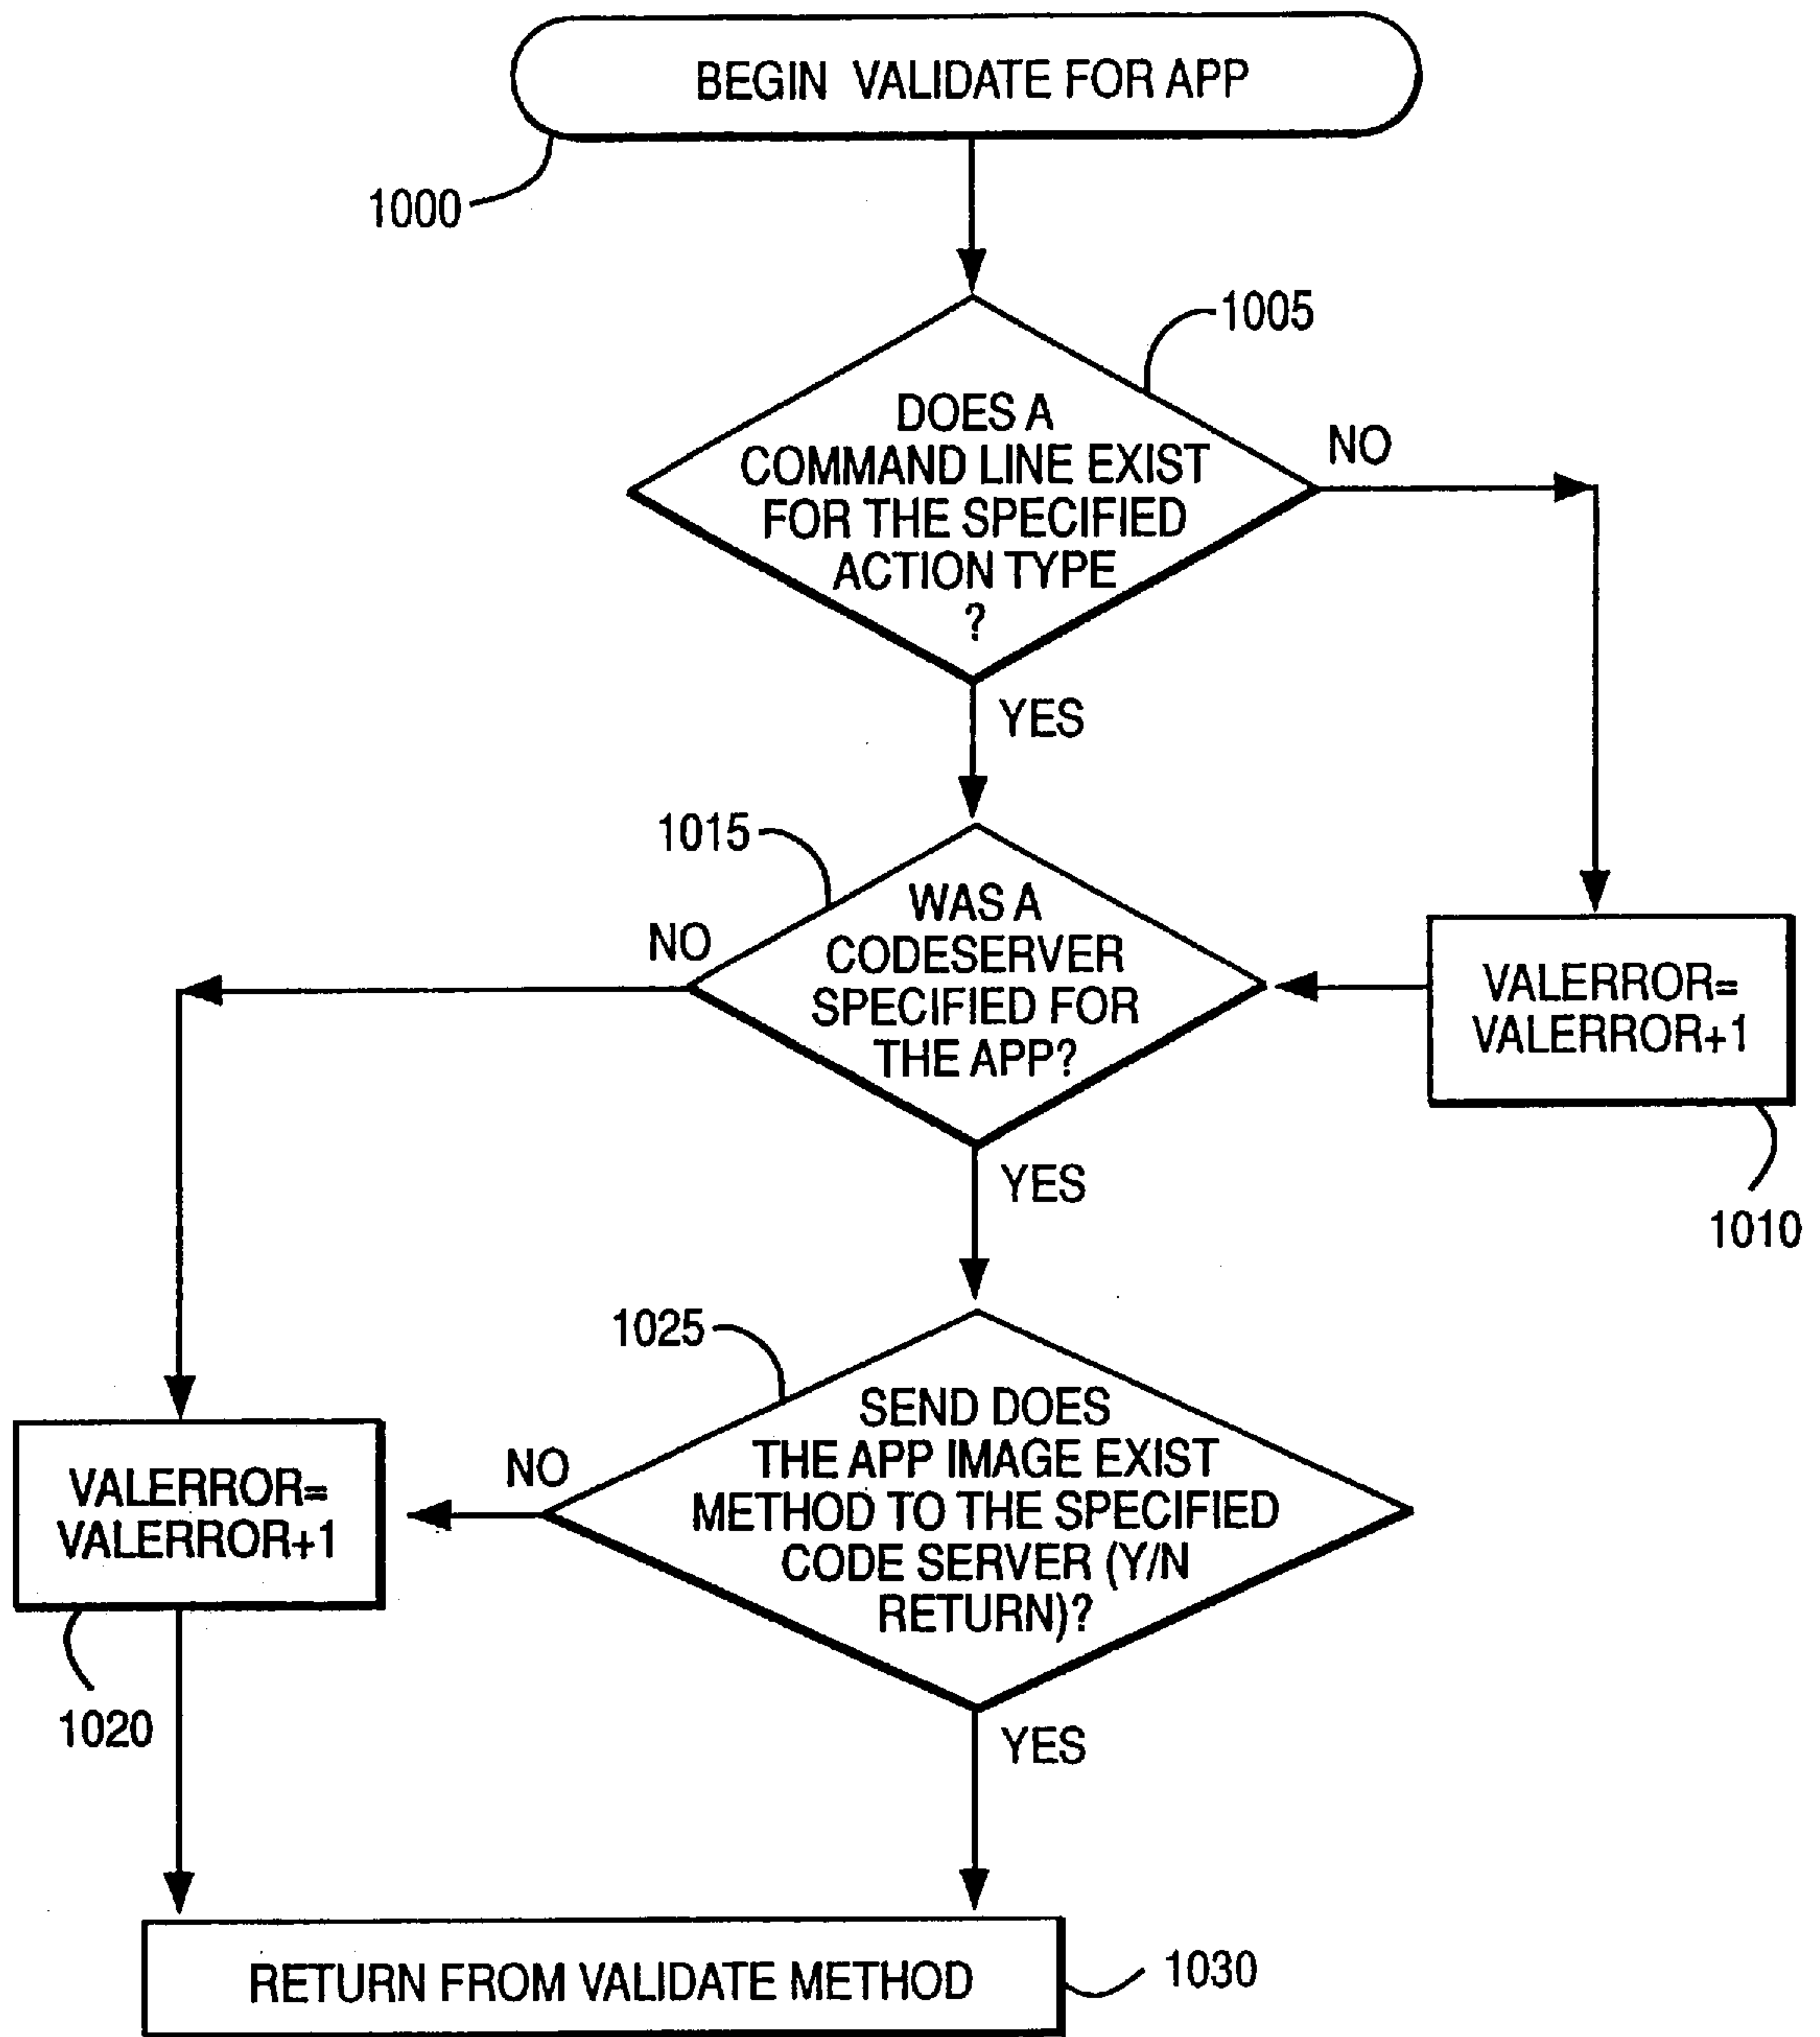 BEGIN VALIDATE FOR APP
1000
1005
DOES A
COMMAND LINE EXIST
FOR THE SPECIFIED
ACTION TYPE
?
NO
YES
1015
WAS A
CODESERVER
SPECIFIED FOR
THE APP?
NO
VALERROR=
VALERROR+1
1010
YES
1025
SEND DOES
THE APP IMAGE EXIST
METHOD TO THE SPECIFIED
CODE SERVER (Y/N
RETURN)?
NO
VALERROR=
VALERROR+1
1020
YES
RETURN FROM VALIDATE METHOD
1030